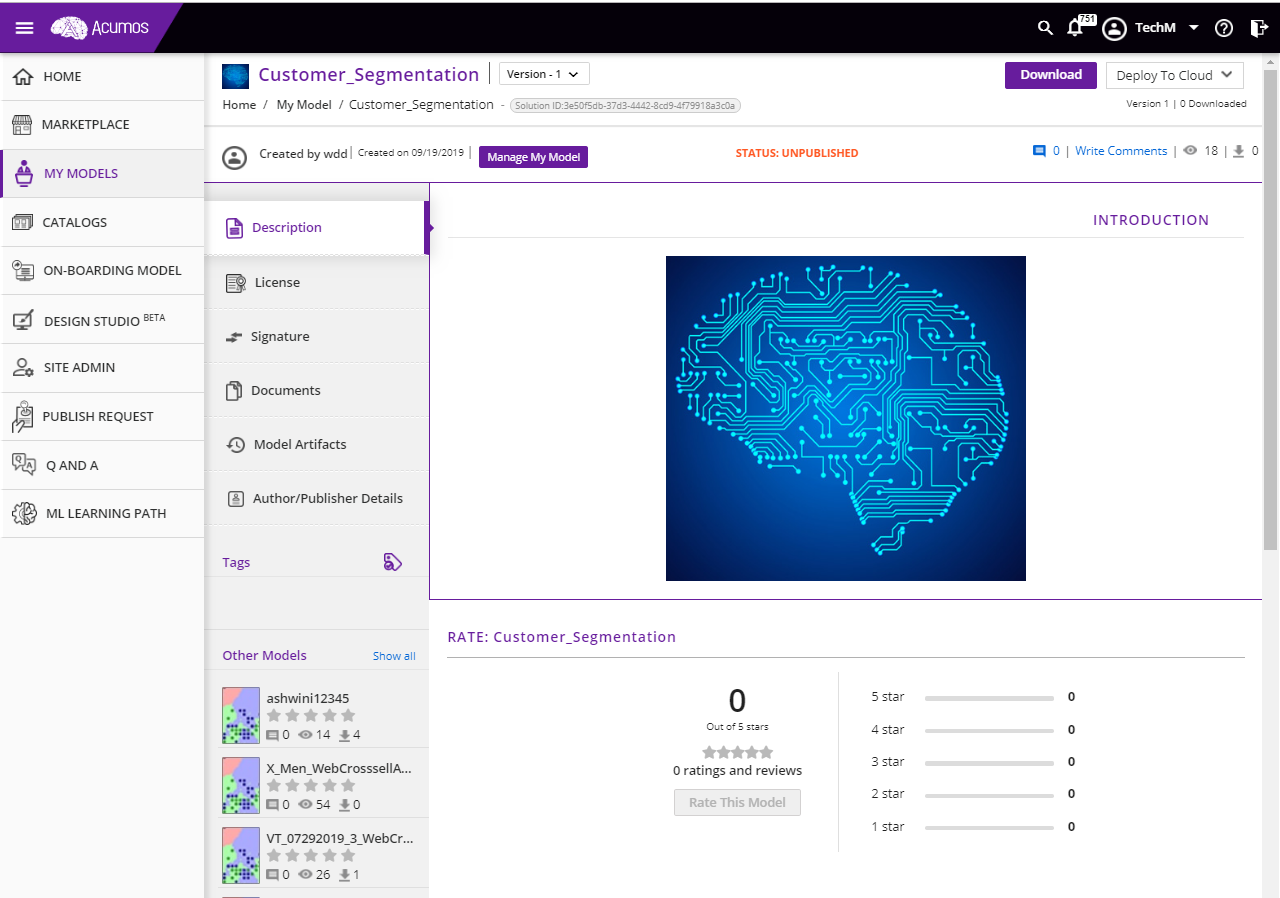 Acumos
751
TechM
HOME
MARKETPLACE
MY MODELS
CATALOGS
ON-BOARDING MODEL
DESIGN STUDIO BETA
SITE ADMIN
PUBLISH REQUEST
Q AND A
ML LEARNING PATH
Customer_Segmentation
Version - 1
Download
Deploy To Cloud
Home / My Model / Customer_Segmentation - Solution ID:3e50f5db-37d3-4442-8cd9-4f79918a3c0a
Version 1 | 0 Downloaded
Created by wdd | Created on 09/19/2019 | Manage My Model
STATUS: UNPUBLISHED
0 | Write Comments | 18 | 0
Description
License
Signature
Documents
Model Artifacts
Author/Publisher Details
Tags
Other Models
Show all
ashwini12345
0 14 4
X_Men_WebCrosssellA...
0 54 0
VT_07292019_3_WebCr...
0 26 1
INTRODUCTION
RATE: Customer_Segmentation
0
Out of 5 stars
0 ratings and reviews
Rate This Model
5 star 0
4 star 0
3 star 0
2 star 0
1 star 0